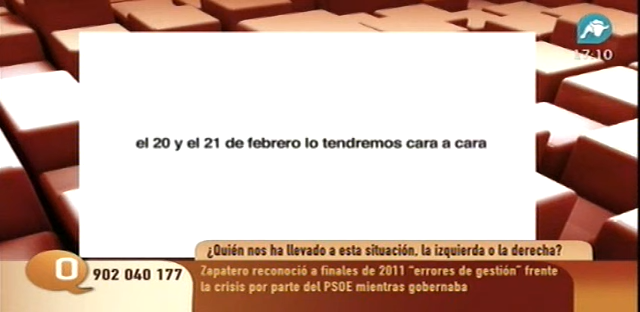 17:10
el 20 y el 21 de febrero lo tendremos cara a cara
¿Quién nos ha llevado a esta situación, la izquierda o la derecha?
902 040 177
Zapatero reconoció a finales de 2011 "errores de gestión" frente
la crisis por parte del PSOE mientras gobernaba